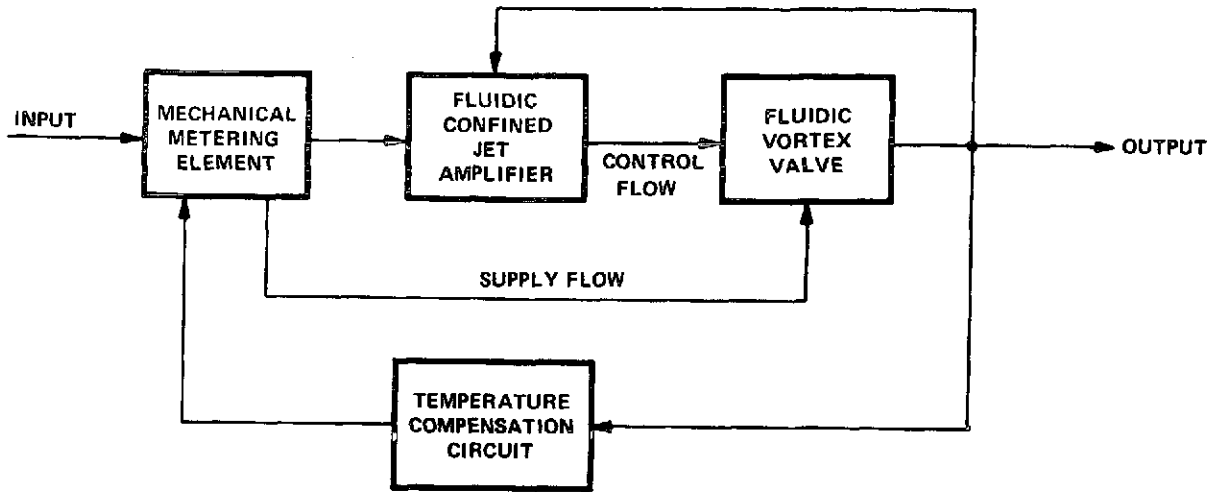 INPUT
MECHANICAL
METERING
ELEMENT
FLUIDIC
CONFINED
JET
AMPLIFIER
CONTROL
FLOW
FLUIDIC
VORTEX
VALVE
OUTPUT
SUPPLY FLOW
TEMPERATURE
COMPENSATION
CIRCUIT